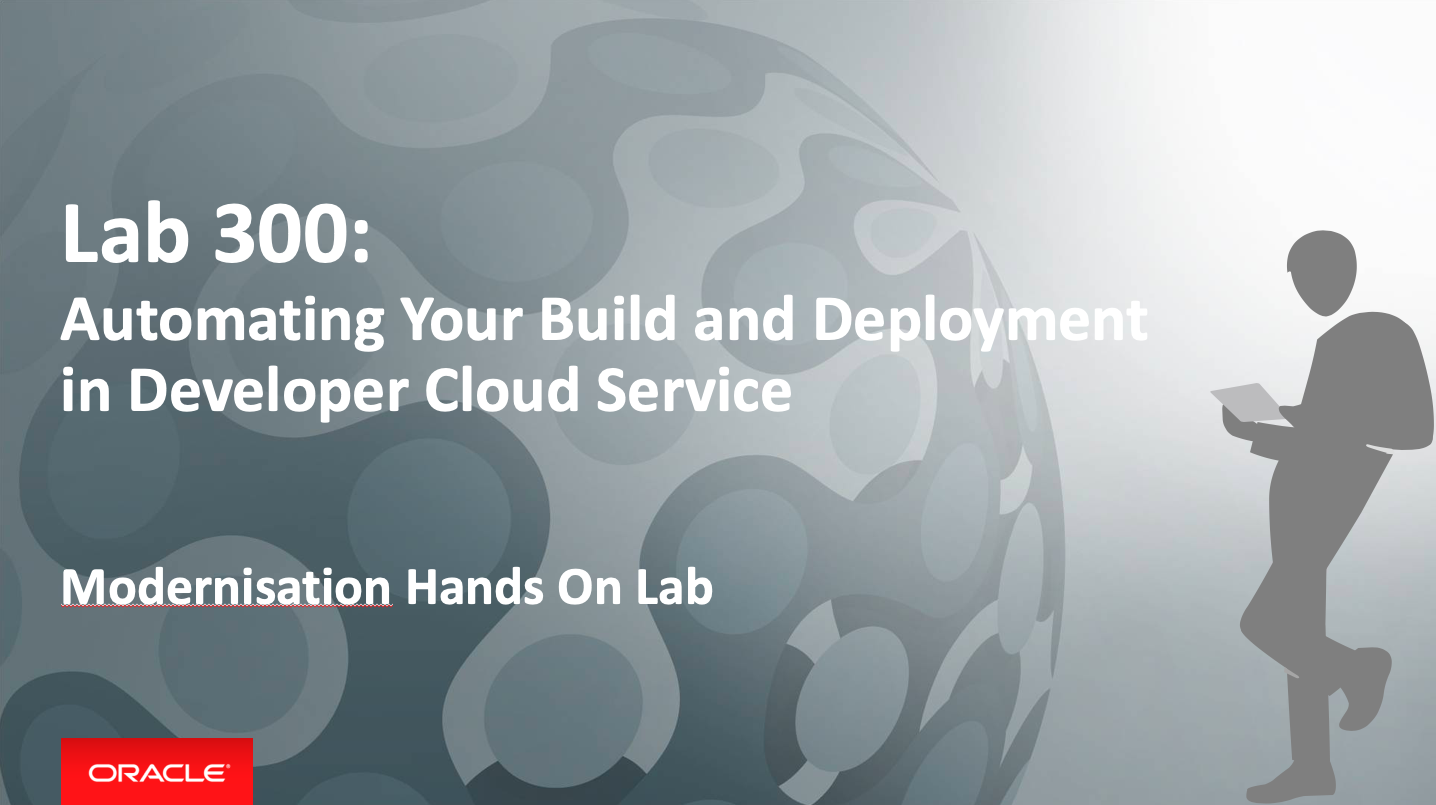 Lab 300:
Automating Your Build and Deployment
in Developer Cloud Service
Modernisation Hands On Lab
ORACLE®